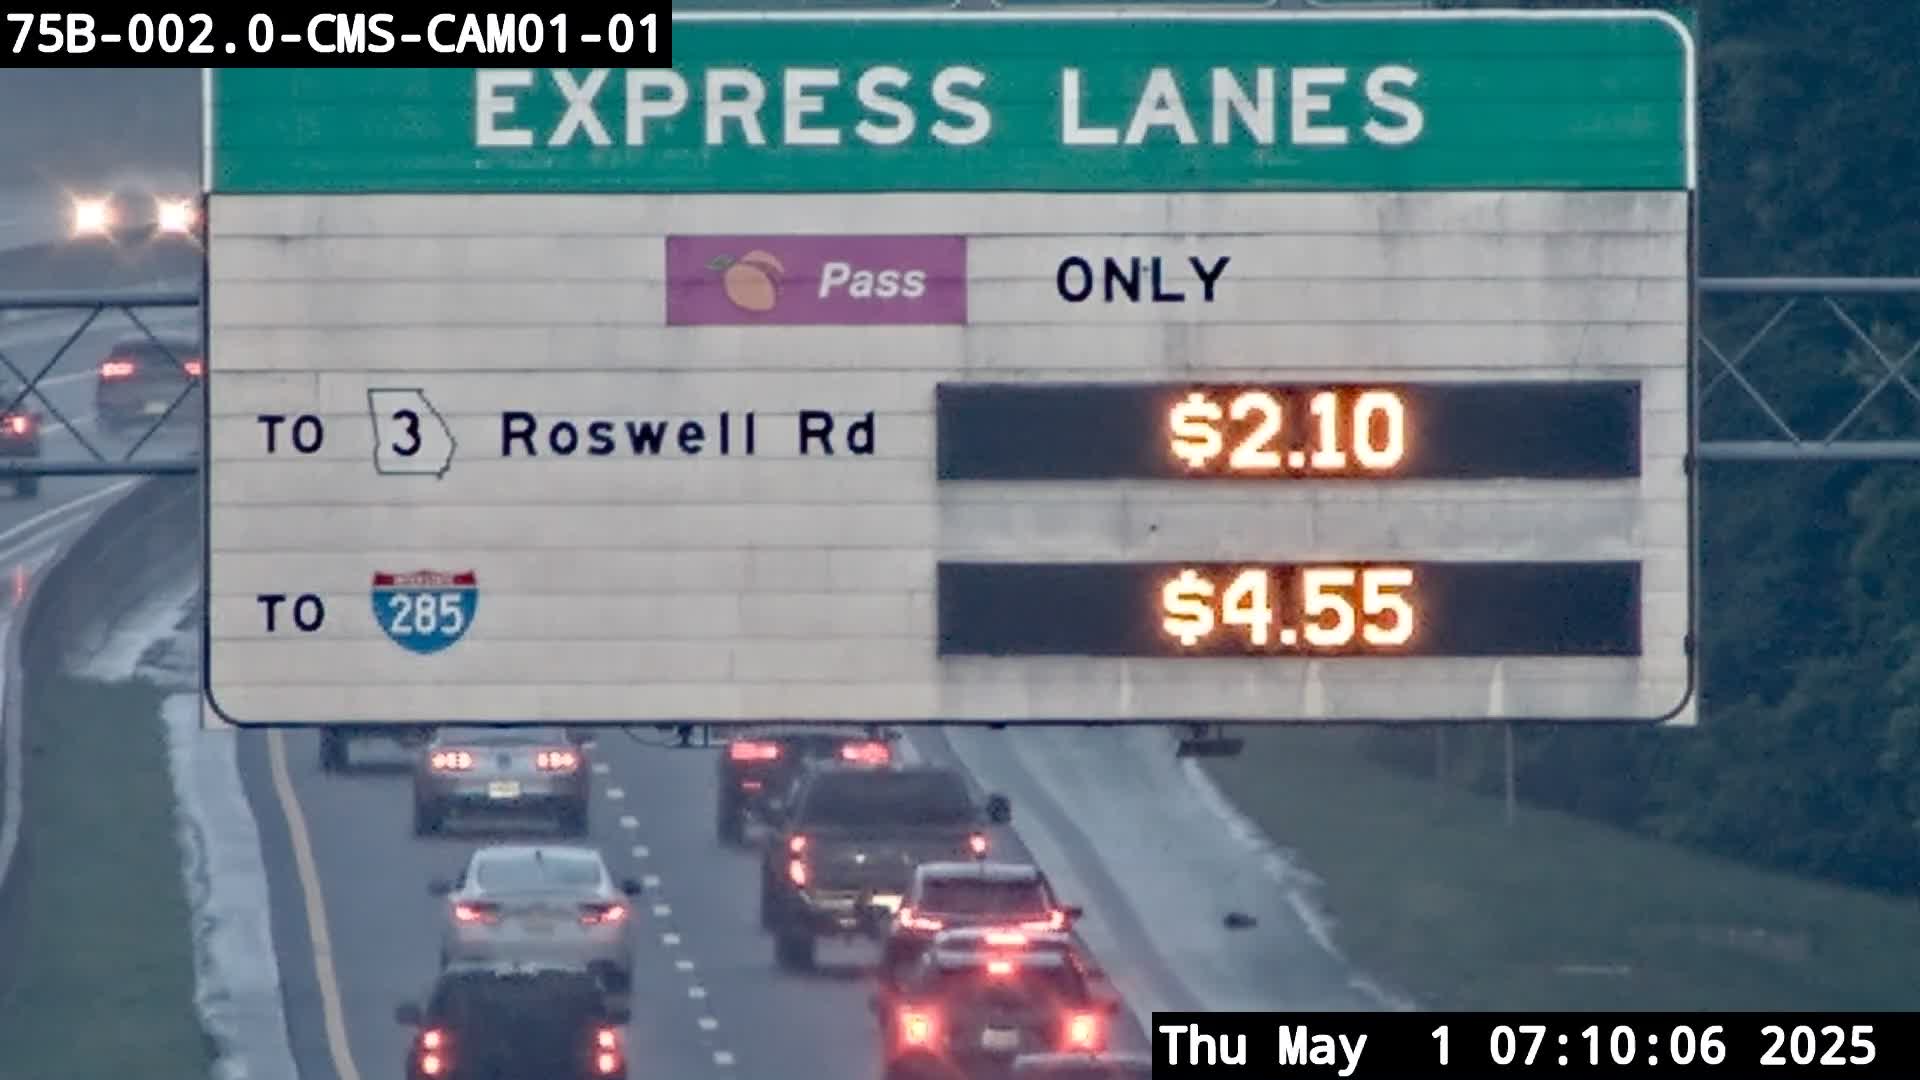 75B-002.0-CMS-CAM01-01
EXPRESS LANES
Pass ONLY
TO 3 Roswell Rd $2.10
TO INTERSTATE 285 $4.55
Thu May 1 07:10:06 2025